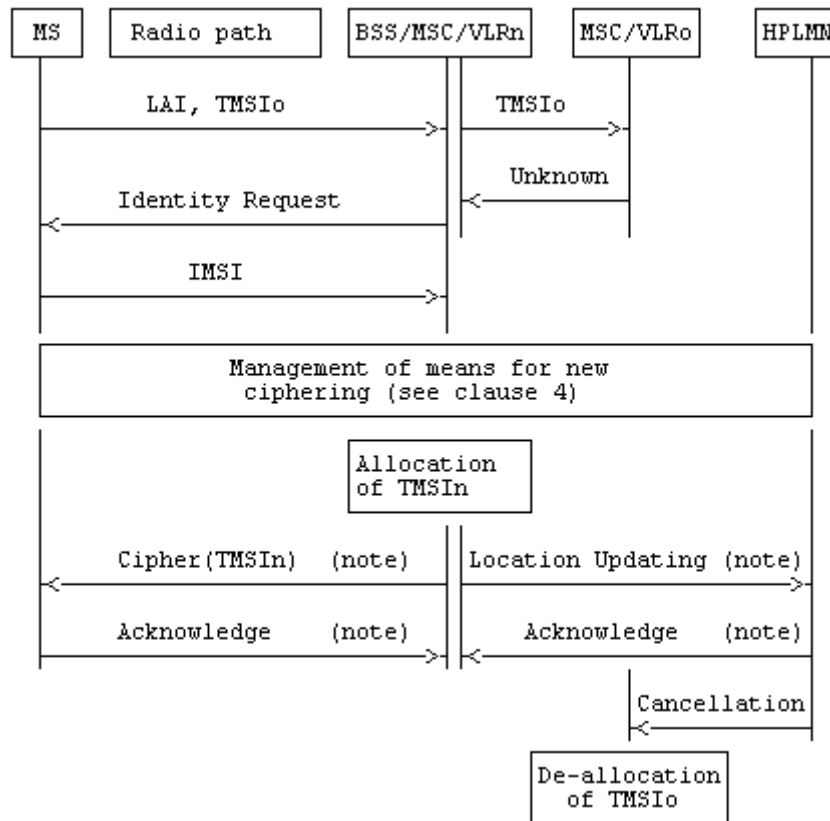 MS Radio path BSS/MSC/VLRn MSC/VLRo HPLMN
LAI, TMSIo TMSIo
Unknown
Identity Request
IMSI
Management of means for new
ciphering (see clause 4)
Allocation
of TMSIn
Cipher(TMSIn) (note) Location Updating (note)
Acknowledge (note) Acknowledge (note)
Cancellation
De-allocation
of TMSIo